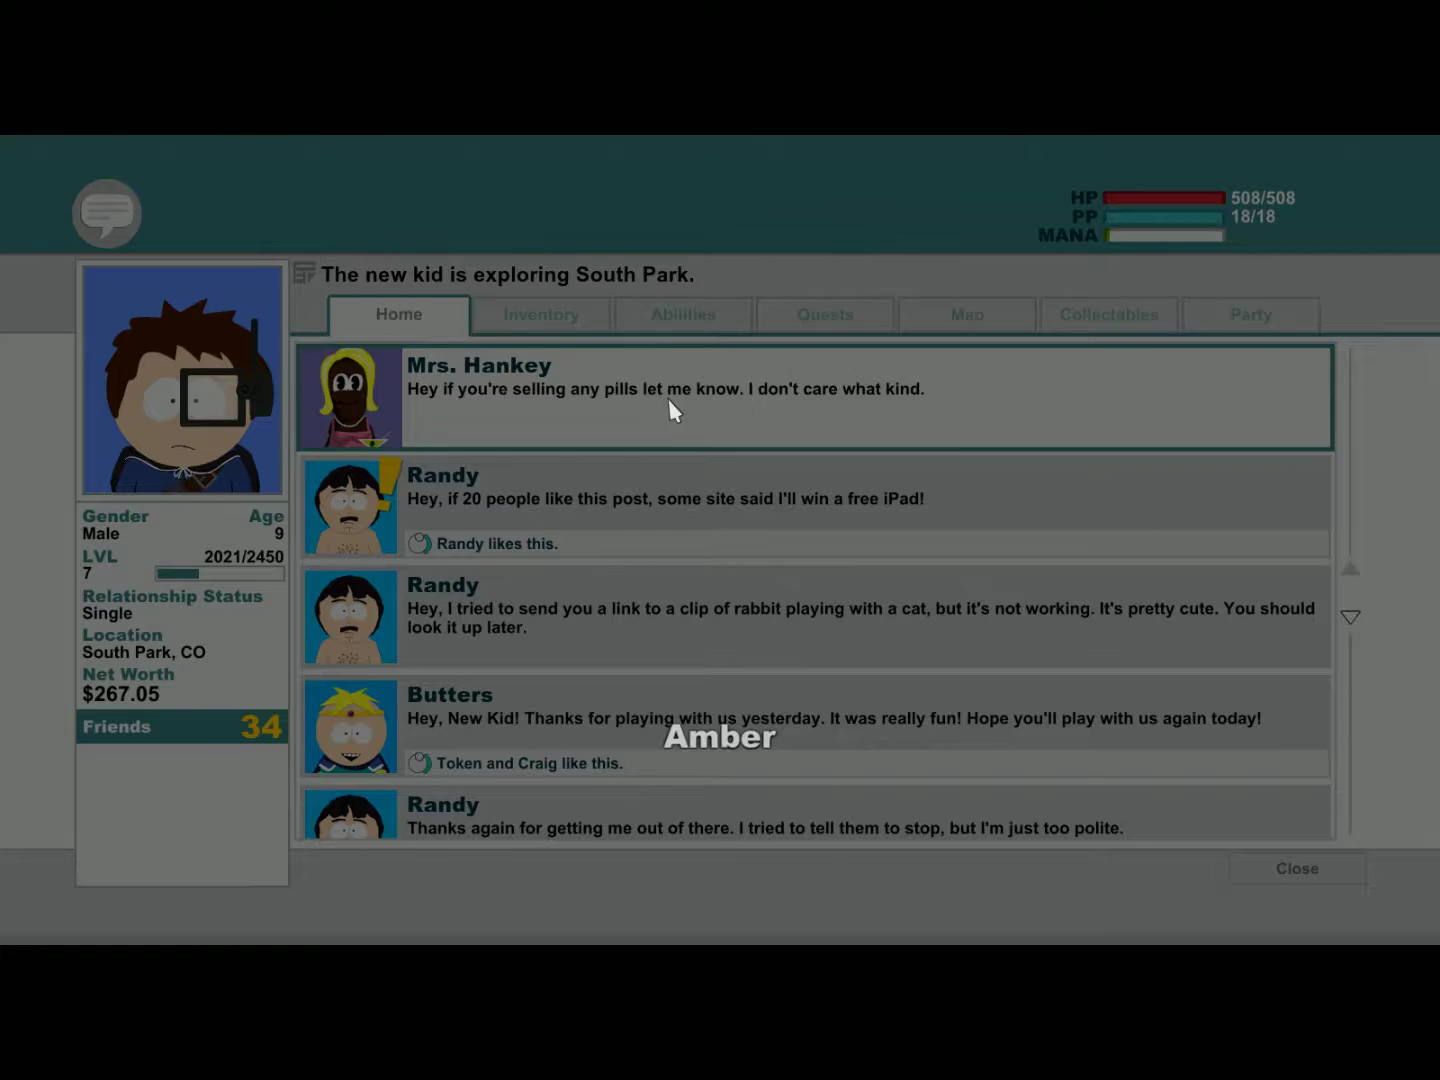 HP 508/508
PP 18/18
MANA
The new kid is exploring South Park.
Home Inventory Abilities Quests Map Collectables Party
Mrs. Hankey
Hey if you're selling any pills let me know. I don't care what kind.
Randy
Hey, if 20 people like this post, some site said I'll win a free iPad!
Randy likes this.
Randy
Hey, I tried to send you a link to a clip of rabbit playing with a cat, but it's not working. It's pretty cute. You should
look it up later.
Butters
Hey, New Kid! Thanks for playing with us yesterday. It was really fun! Hope you'll play with us again today!
Amber
Token and Craig like this.
Randy
Thanks again for getting me out of there. I tried to tell them to stop, but I'm just too polite.
Gender Age
Male 9
LVL 2021/2450
7
Relationship Status
Single
Location
South Park, CO
Net Worth
$267.05
Friends 34
Close